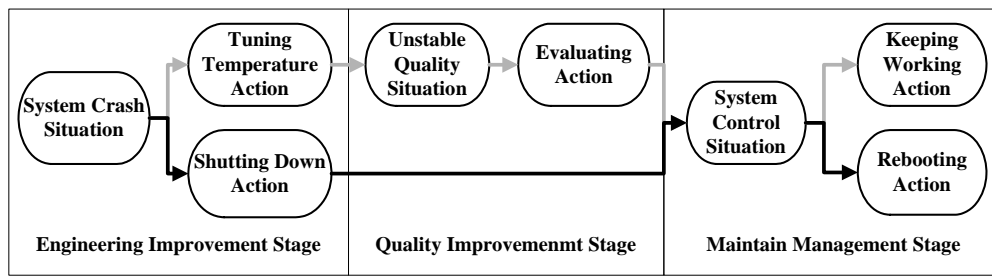 System Crash
Situation
Tuning
Temperature
Action
Shutting Down
Action
Unstable
Quality
Situation
Evaluating
Action
System
Control
Situation
Keeping
Working
Action
Rebooting
Action
Engineering Improvement Stage
Quality Improvemenmt Stage
Maintain Management Stage